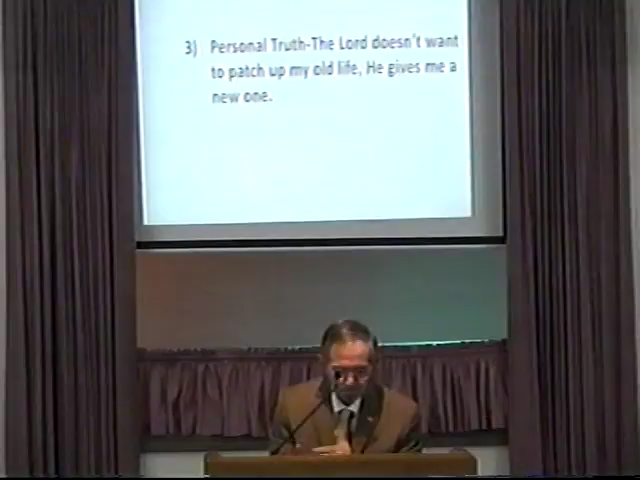 3) Personal Truth-The Lord doesn't want
to patch up my old life, He gives me a
new one.